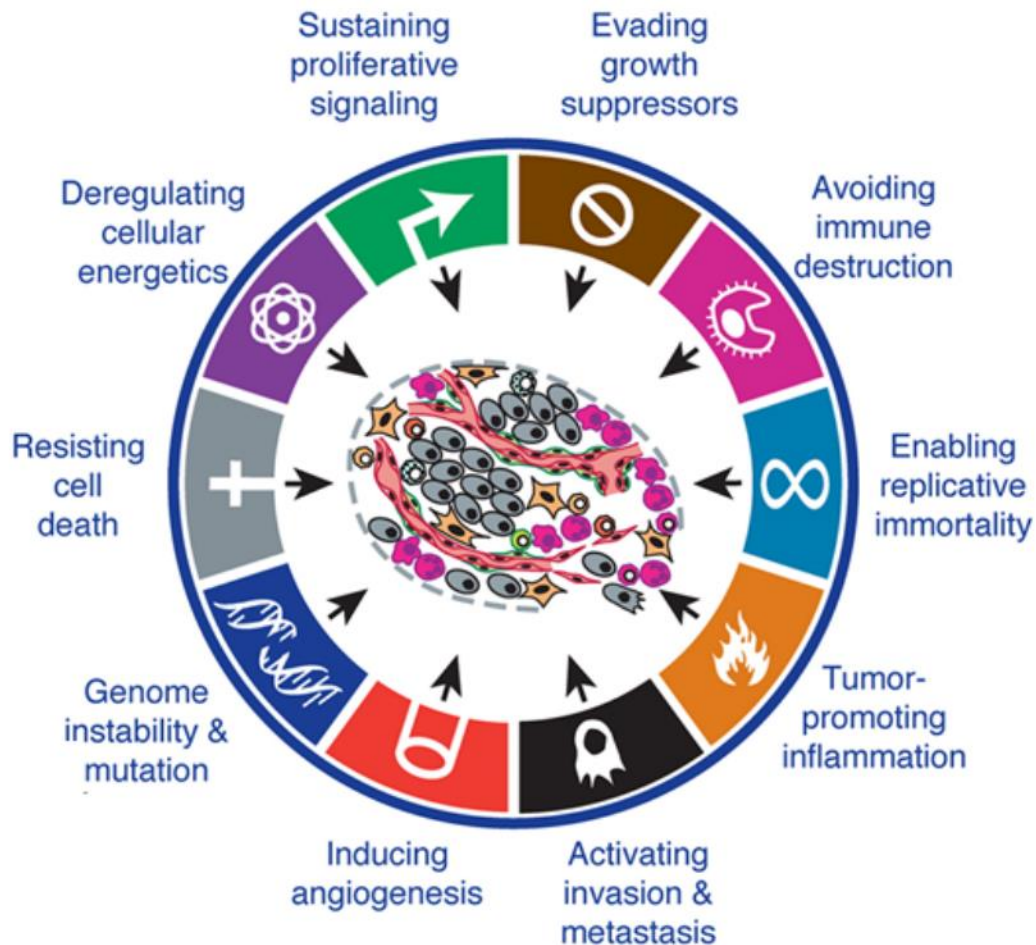 Sustaining
proliferative
signaling
Evading
growth
suppressors
Avoiding
immune
destruction
Enabling
replicative
immortality
Tumor-
promoting
inflammation
Activating
invasion &
metastasis
Inducing
angiogenesis
Genome
instability &
mutation
Resisting
cell
death
Deregulating
cellular
energetics